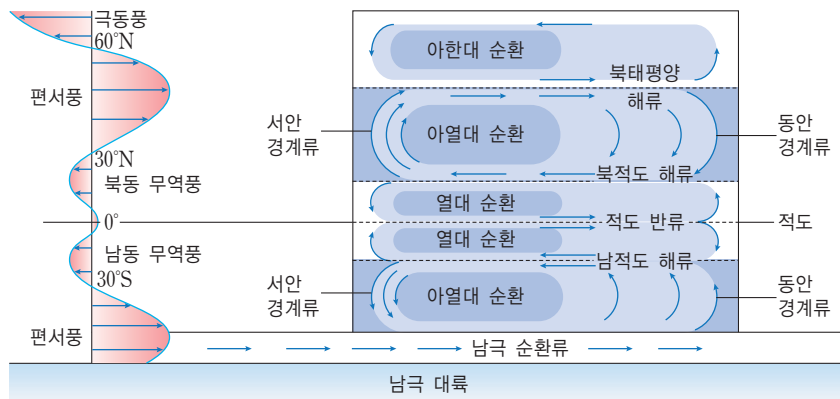 극동풍
60°N
편서풍
30°N
북동 무역풍
0°
남동 무역풍
30°S
편서풍
아한대 순환
북태평양
해류
서안
경계류
아열대 순환
동안
경계류
북적도 해류
열대 순환
적도 반류
적도
열대 순환
남적도 해류
서안
경계류
아열대 순환
동안
경계류
남극 순환류
남극 대륙